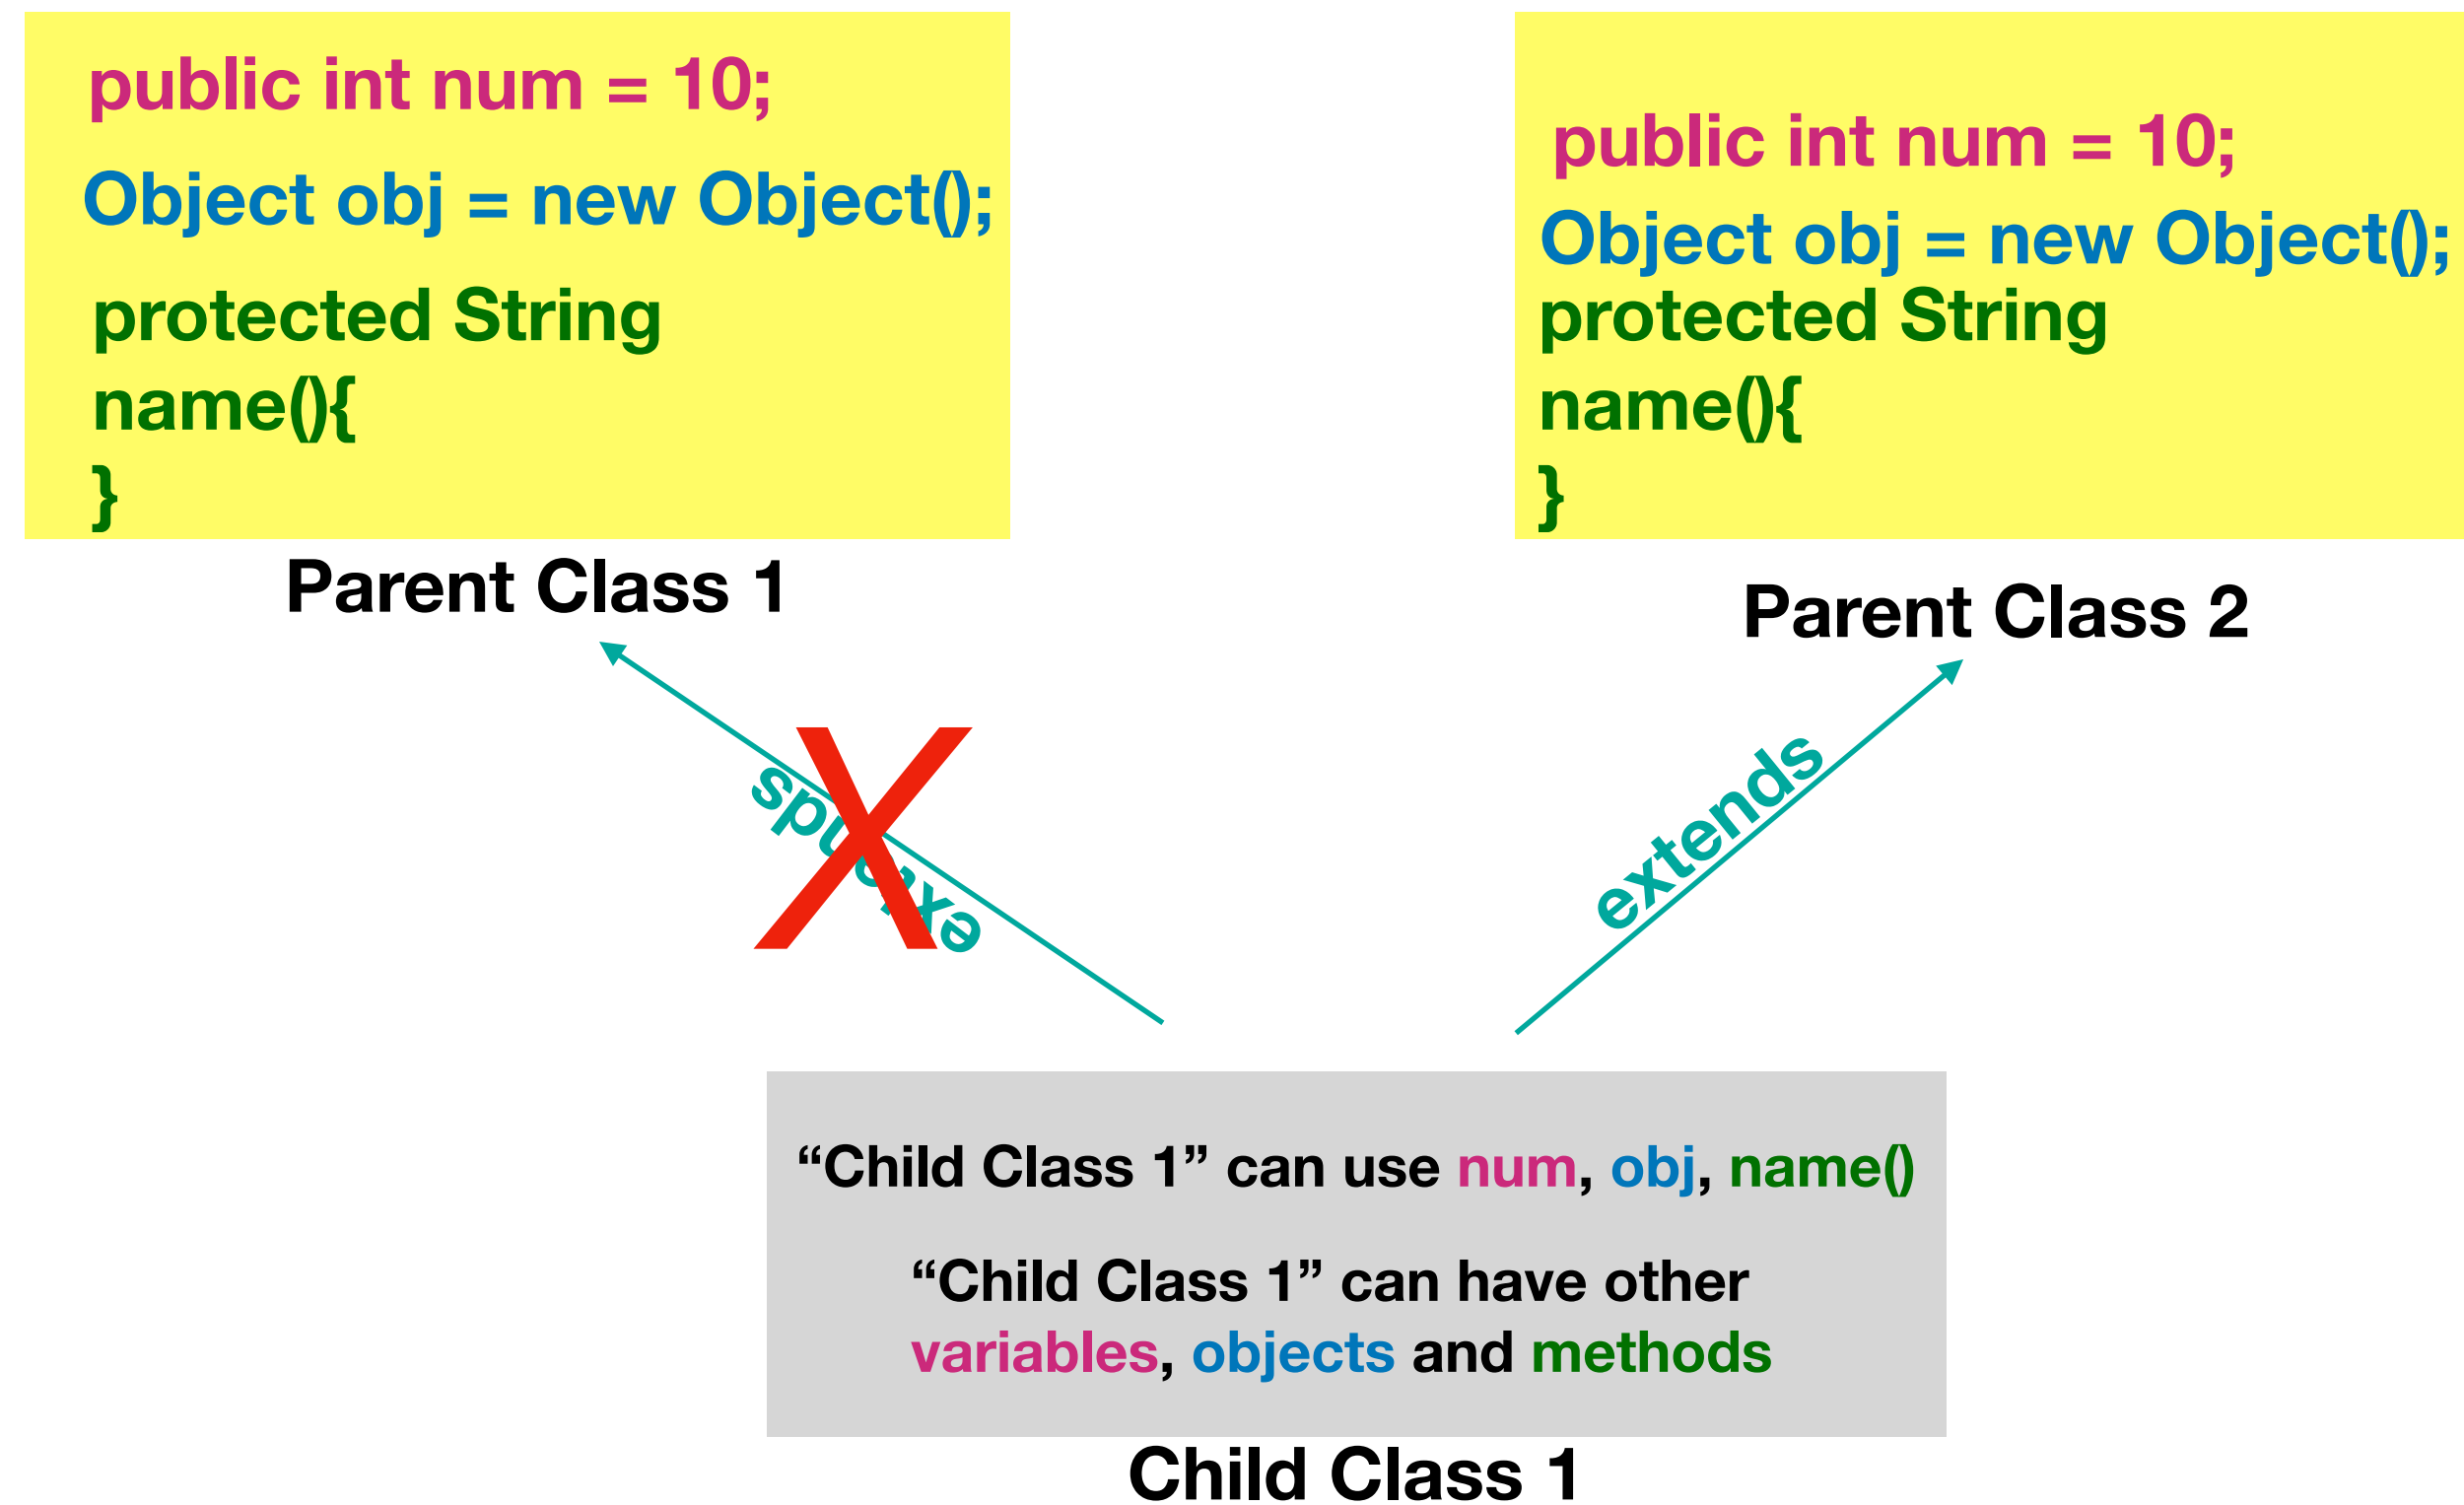 public int num = 10;
Object obj = new Object();
protected String
name(){
}
Parent Class 1
public int num = 10;
Object obj = new Object();
protected String
name(){
}
Parent Class 2
extends
extends
“Child Class 1” can use num, obj, name()
“Child Class 1” can have other
variables, objects and methods
Child Class 1